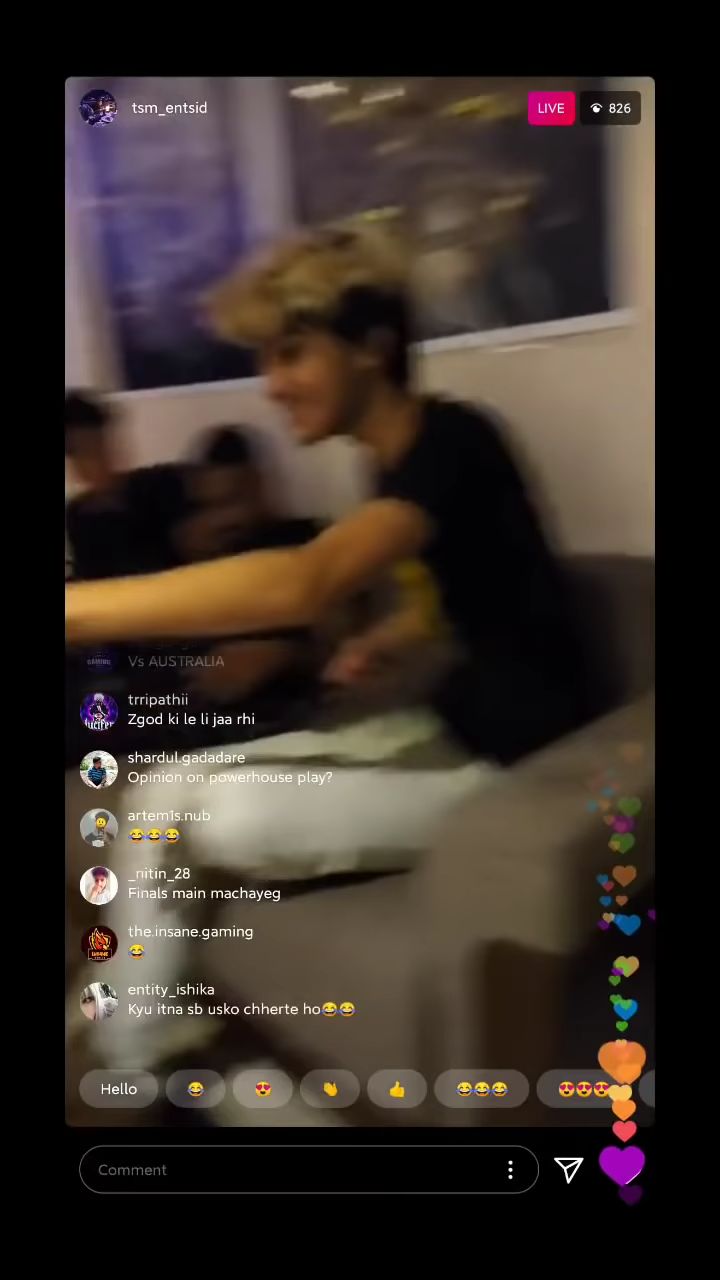 tsm_entsid
LIVE
826
Vs AUSTRALIA
trripathii
Zgod ki le li jaa rhi
shardul.gadadare
Opinion on powerhouse play?
artem1s.nub
😂😂😂
_nitin_28
Finals main machayeg
the.insane.gaming
😂
entity_ishika
Kyu itna sb usko chherte ho😂😂
Hello 😂 😍 👏 👍 😂😂😂 😍😍😍
Comment